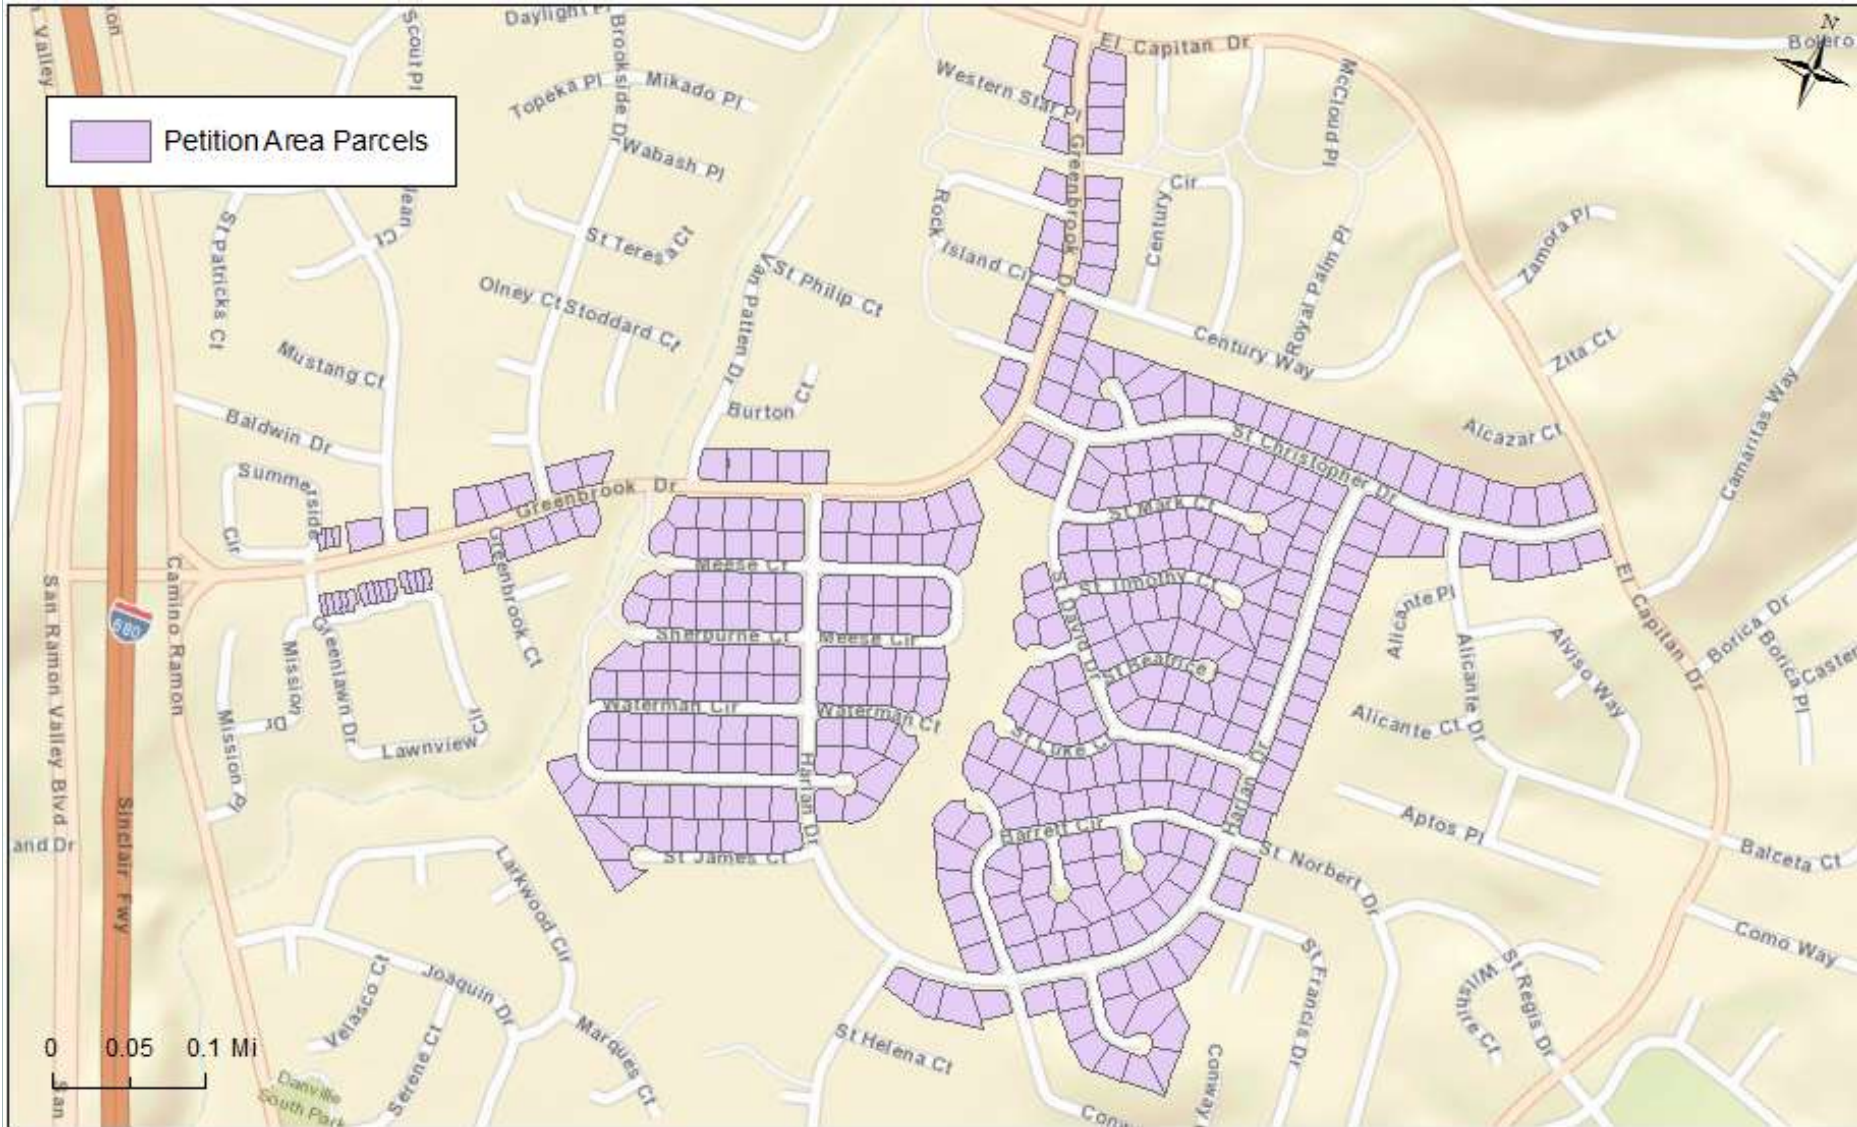 Valley
Scout Pl
Daylight Pl
Brookside Dr
El Capitan Dr
N
Bolero
Topeka Pl
Mikado Pl
Western Star Pl
McCloud Pl
Petition Area Parcels
Wabash Pl
Greenbrook Dr
Century Cir
Rock Island Ci
St Patricks Ct
Ct
St Teresa Ct
Van Patten Dr
St Philip Ct
Royal Palm Pl
Zamora Pl
Olney Ct
Stoddard Ct
Century Way
Zita Ct
Mustang Ct
Burton Ct
Camaritas Way
Baldwin Dr
Alcazar Ct
St Christopher Dr
Summerside Cir
Greenbrook Dr
St Mark Ct
Greenbrook Ct
Meese Cr
St Timothy Ct
El Capitan Dr
Camino Ramon
San Ramon Valley Blvd
680
Alicante Pl
Borica Dr
Borica Pl
Caster
Sherburne Ct
Meese Cir
St David Dr
St Beatrice
Alicante Dr
Alviso Way
Mission Dr
Greenlawn Dr
Mission Pl
Lawnview Cir
Waterman Cir
Waterman Ct
St Luke C
Alicante Ct
Harlan Dr
Harlan Dr
Aptos Pl
Sinclair Fwy
and Dr
Barrett Cir
St James Ct
St Norbert Dr
Balceta Ct
Larkwood Cir
Como Way
Velasco Ct
Joaquin Dr
St Francis Dr
St Regis Dr
Wilshire Ct
0 0.05 0.1 Mi
Serene Ct
Marques Ct
St Helena Ct
Conway
Danville
South Park
San